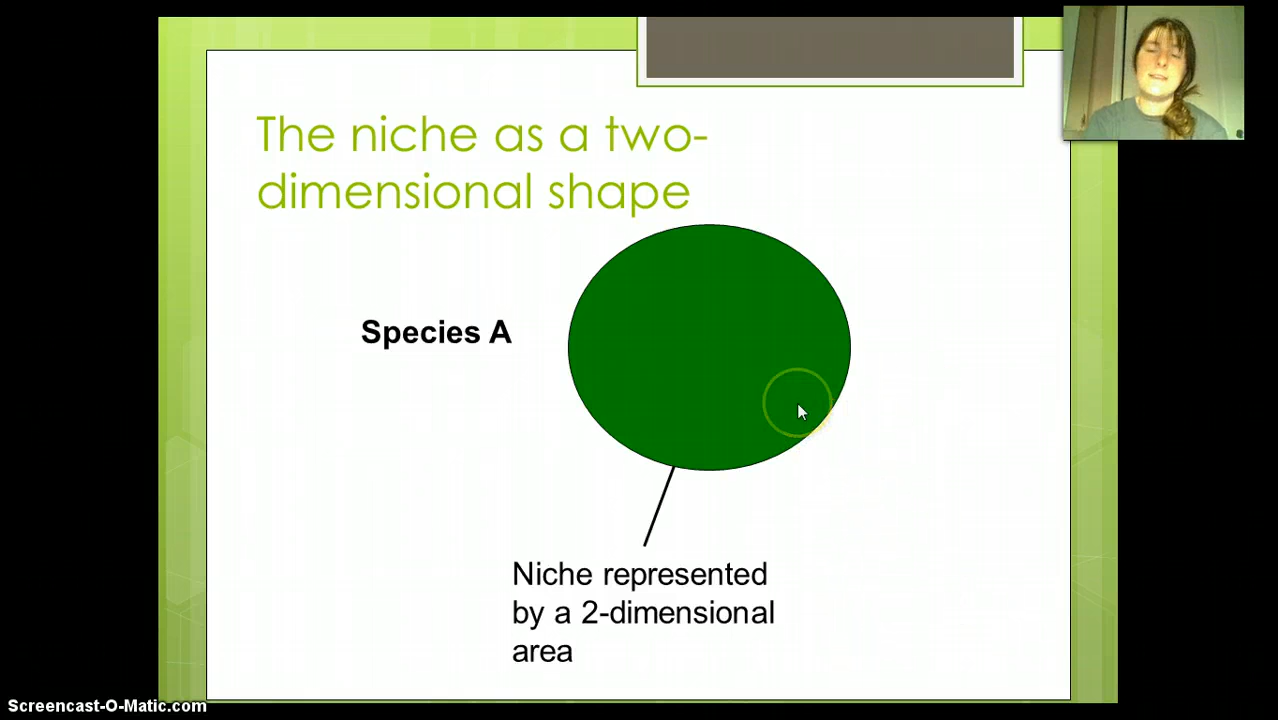 The niche as a two-
dimensional shape
Species A
Niche represented
by a 2-dimensional
area
Screencast-O-Matic.com